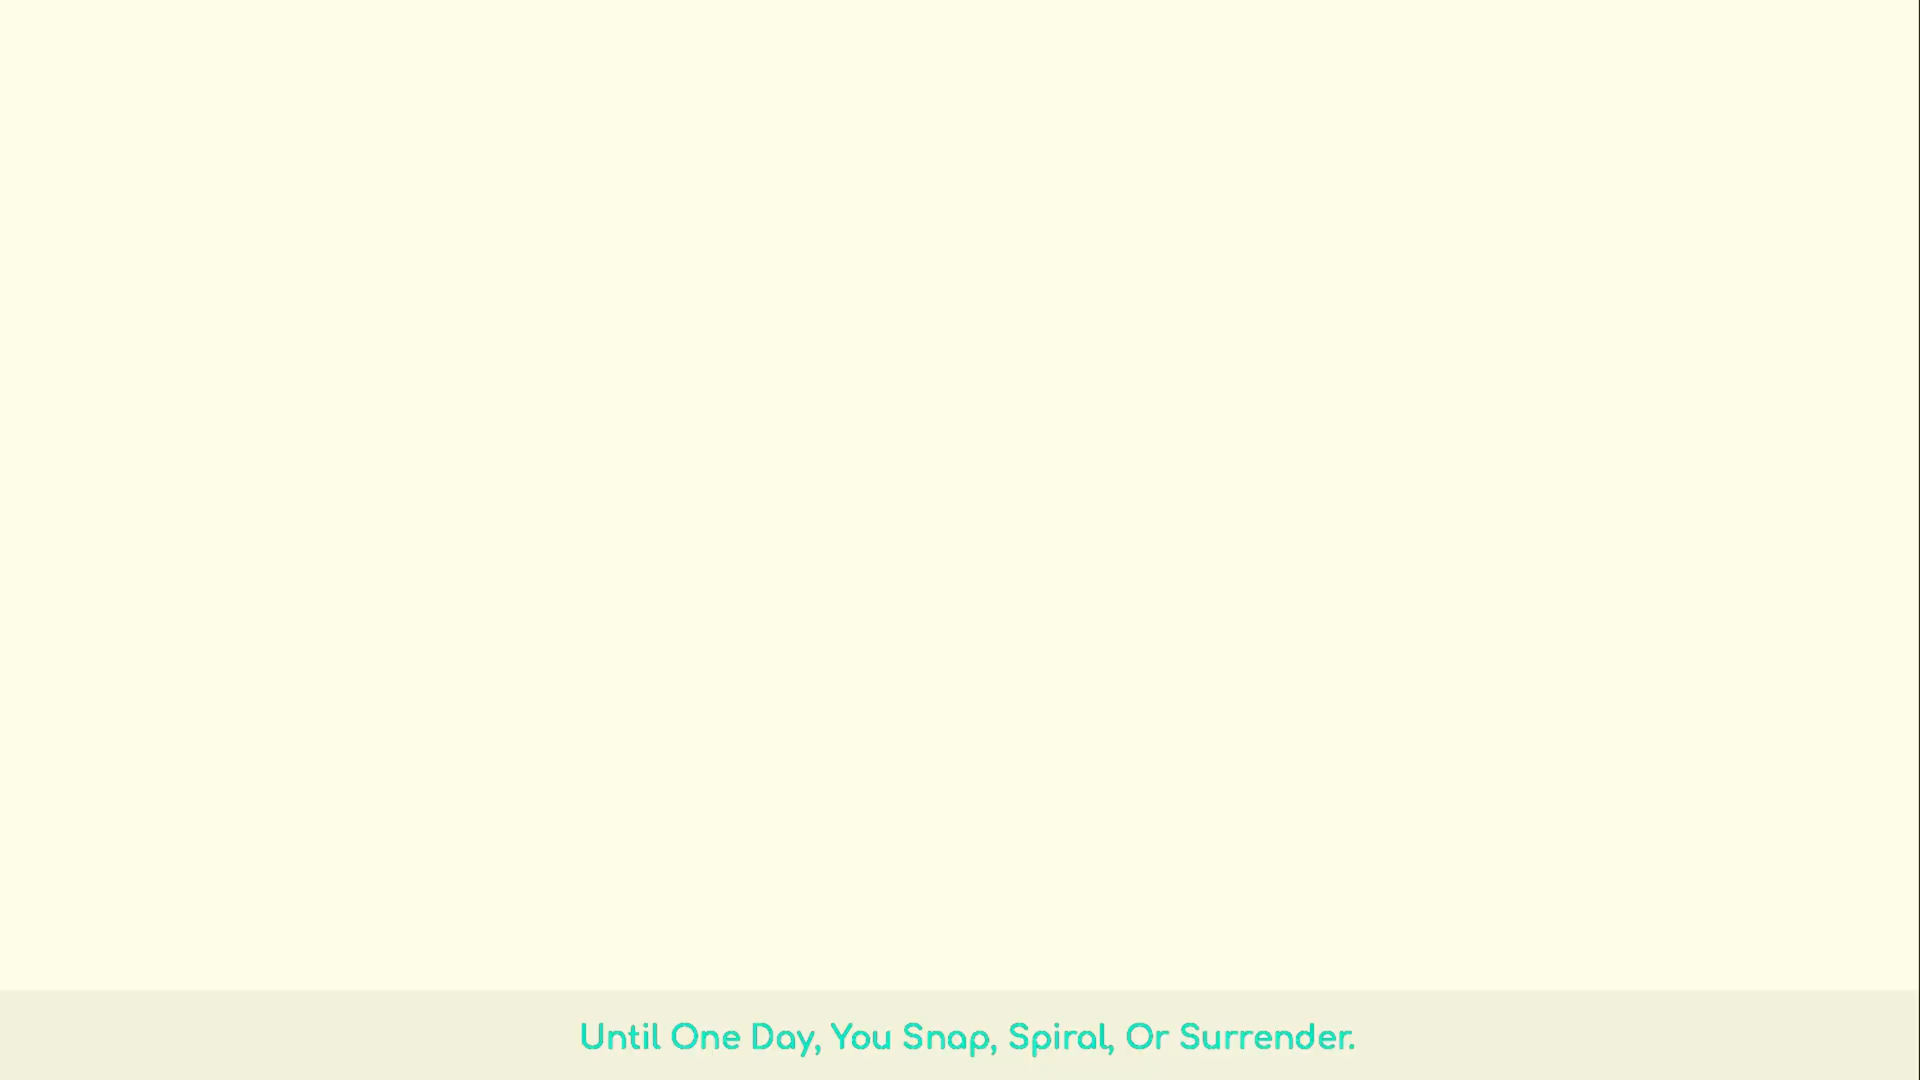 Until One Day, You Snap, Spiral, Or Surrender.